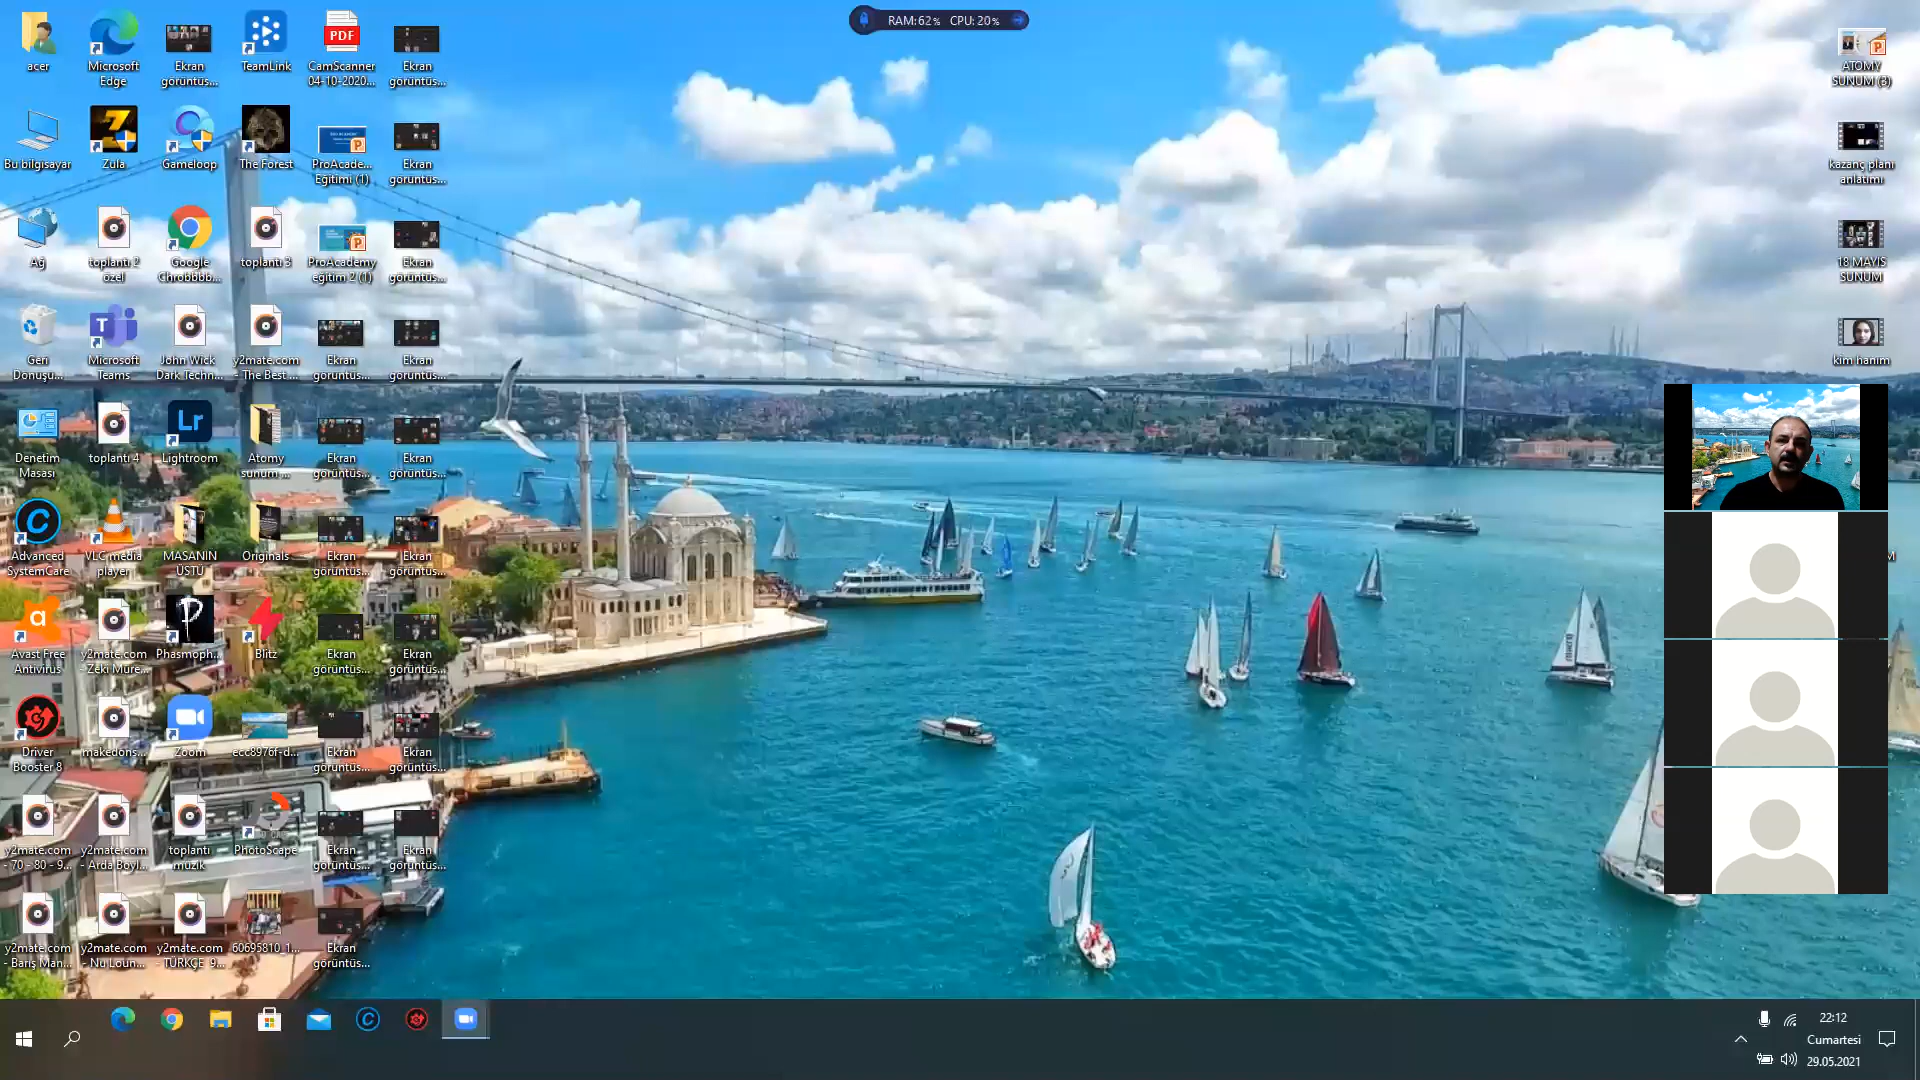 RAM:62% CPU: 20%
acer
Microsoft
Edge
Ekran
görüntüs...
TeamLink
PDF
CamScanner
04-10-2020...
Ekran
görüntüs...
ATOMY
SUNUM (3)
Bu bilgisayar
Zula
Gameloop
The Forest
ProAcade...
Eğitimi (1)
Ekran
görüntüs...
kazanç planı
anlatımı
Ağ
toplantı 2
özel
Google
Chrobbbb...
toplantı 3
ProAcademy
eğitim 2 (1)
Ekran
görüntüs...
18 MAYIS
SUNUM
Geri
Dönüşü...
Microsoft
Teams
John Wick
Dark Techn...
y2mate.com
- The Best ...
Ekran
görüntüs...
Ekran
görüntüs...
kim hanım
Denetim
Masası
toplantı 4
Lr
Lightroom
Atomy
sunum ...
Ekran
görüntüs...
Ekran
görüntüs...
Advanced
SystemCare
VLC media
player
MASANIN
ÜSTÜ
Originals
Ekran
görüntüs...
Ekran
görüntüs...
M
Avast Free
Antivirus
y2mate.com
- Zeki Müre...
Phasmoph...
Blitz
Ekran
görüntüs...
Ekran
görüntüs...
Driver
Booster 8
makedons...
Zoom
ecc8976f-d...
Ekran
görüntüs...
Ekran
görüntüs...
y2mate.com
- 70 - 80 - 9...
y2mate.com
- Arda Boyl...
toplantı
müzik
PhotoScape
Ekran
görüntüs...
Ekran
görüntüs...
y2mate.com
- Barış Man...
y2mate.com
- Nu Loun...
y2mate.com
- TÜRKÇE 9...
60695810_1...
Ekran
görüntüs...
22:12
Cumartesi
29.05.2021